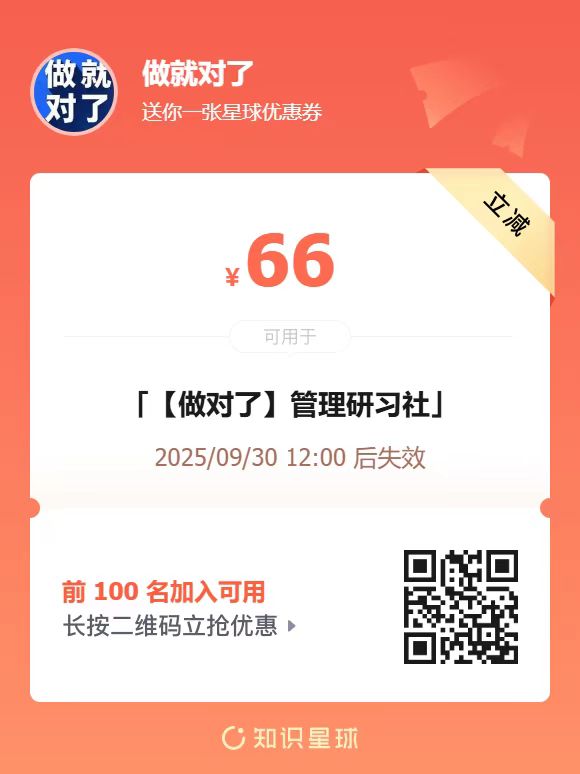 做就
对了
做就对了
送你一张星球优惠券
立减
¥66
可用于
「【做对了】管理研习社」
2025/09/30 12:00 后失效
前 100 名加入可用
长按二维码立抢优惠
知识星球